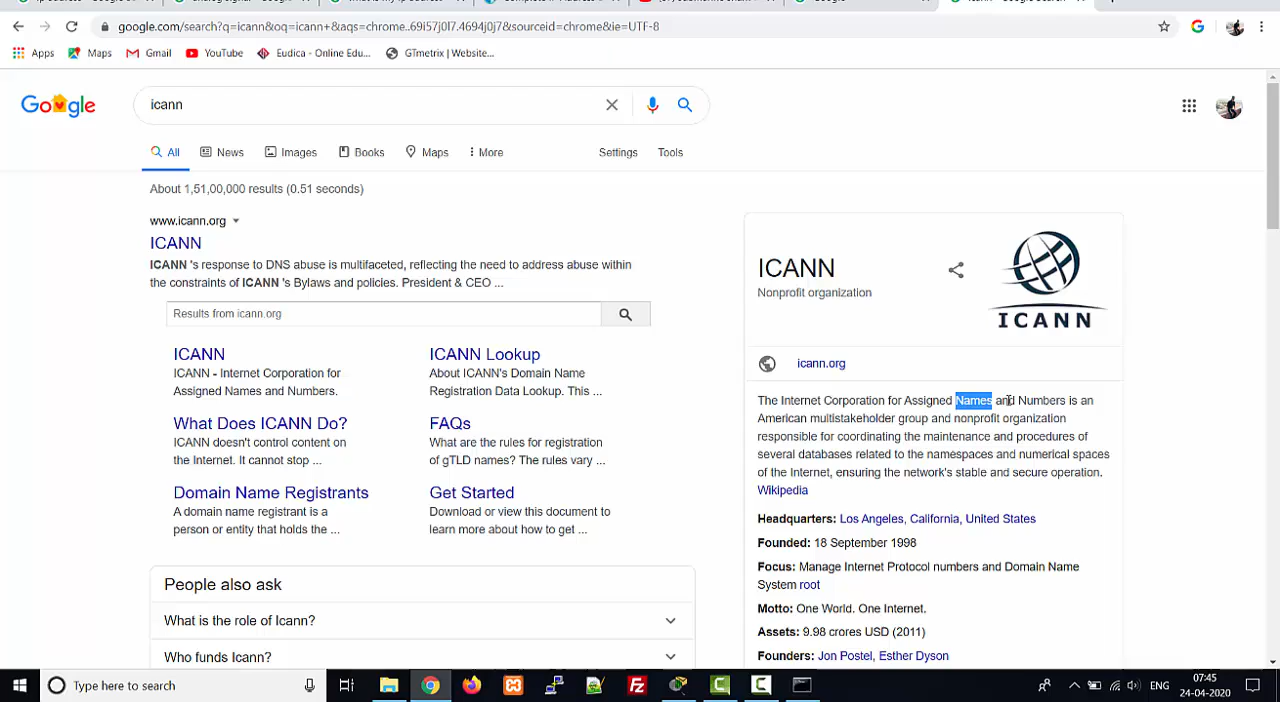 google.com/search?q=icann&oq=icann+&aqs=chrome..69i57j0l7.4694j0j7&sourceid=chrome&ie=UTF-8
Apps Maps Gmail YouTube Eudica - Online Edu... GTmetrix | Website...
Google icann
All News Images Books Maps More Settings Tools
About 1,51,00,000 results (0.51 seconds)
www.icann.org
ICANN
ICANN 's response to DNS abuse is multifaceted, reflecting the need to address abuse within
the constraints of ICANN 's Bylaws and policies. President & CEO ...
Results from icann.org
ICANN
ICANN - Internet Corporation for
Assigned Names and Numbers.
ICANN Lookup
About ICANN's Domain Name
Registration Data Lookup. This ...
What Does ICANN Do?
ICANN doesn't control content on
the Internet. It cannot stop ...
FAQs
What are the rules for registration
of gTLD names? The rules vary ...
Domain Name Registrants
A domain name registrant is a
person or entity that holds the ...
Get Started
Download or view this document to
learn more about how to get ...
People also ask
What is the role of Icann?
Who funds Icann?
ICANN
Nonprofit organization
ICANN
icann.org
The Internet Corporation for Assigned Names and Numbers is an
American multistakeholder group and nonprofit organization
responsible for coordinating the maintenance and procedures of
several databases related to the namespaces and numerical spaces
of the Internet, ensuring the network's stable and secure operation.
Wikipedia
Headquarters: Los Angeles, California, United States
Founded: 18 September 1998
Focus: Manage Internet Protocol numbers and Domain Name
System root
Motto: One World. One Internet.
Assets: 9.98 crores USD (2011)
Founders: Jon Postel, Esther Dyson
Type here to search
ENG
07:45
24-04-2020